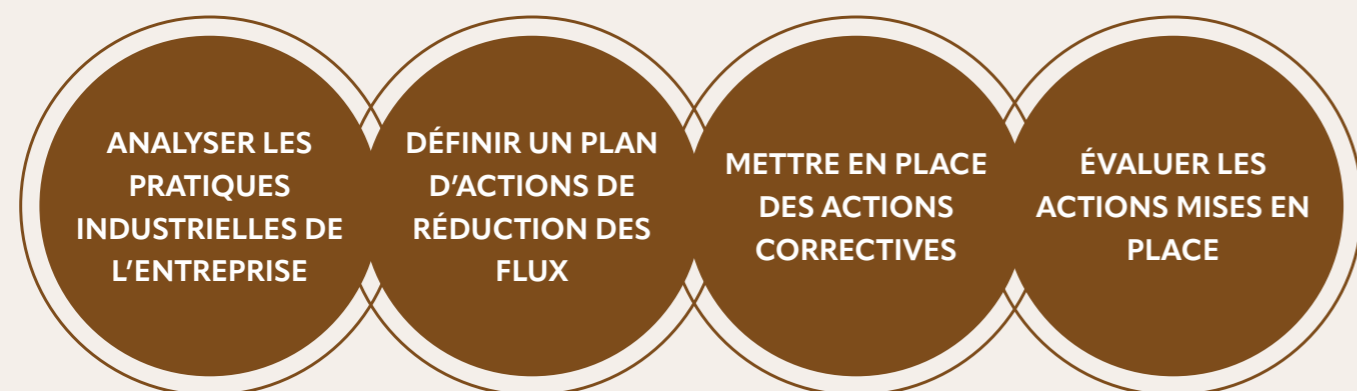 ANALYSER LES
PRATIQUES
INDUSTRIELLES DE
L’ENTREPRISE
DÉFINIR UN PLAN
D’ACTIONS DE
RÉDUCTION DES
FLUX
METTRE EN PLACE
DES ACTIONS
CORRECTIVES
ÉVALUER LES
ACTIONS MISES EN
PLACE